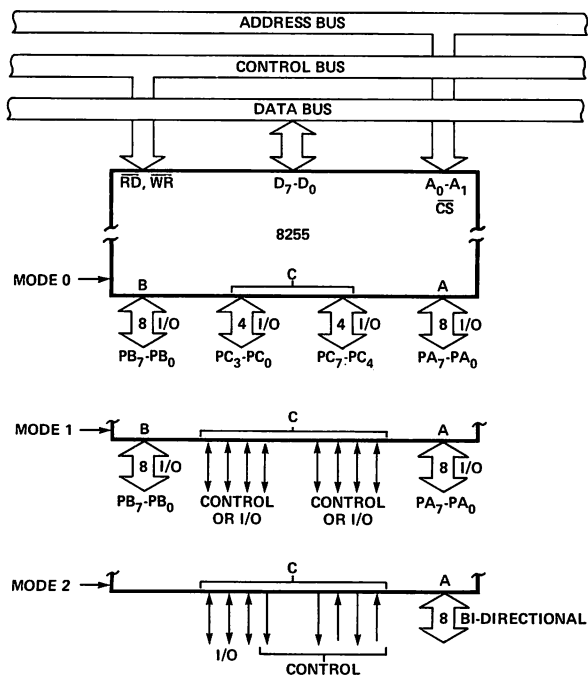 ADDRESS BUS
CONTROL BUS
DATA BUS
RD, WR D7-D0 A0-A1
CS
8255
MODE 0 B C A
8 I/O 4 I/O 4 I/O 8 I/O
PB7-PB0 PC3-PC0 PC7-PC4 PA7-PA0
MODE 1 B C A
8 I/O 8 I/O
PB7-PB0 CONTROL OR I/O CONTROL OR I/O PA7-PA0
MODE 2 C A
8 BI-DIRECTIONAL
I/O
CONTROL